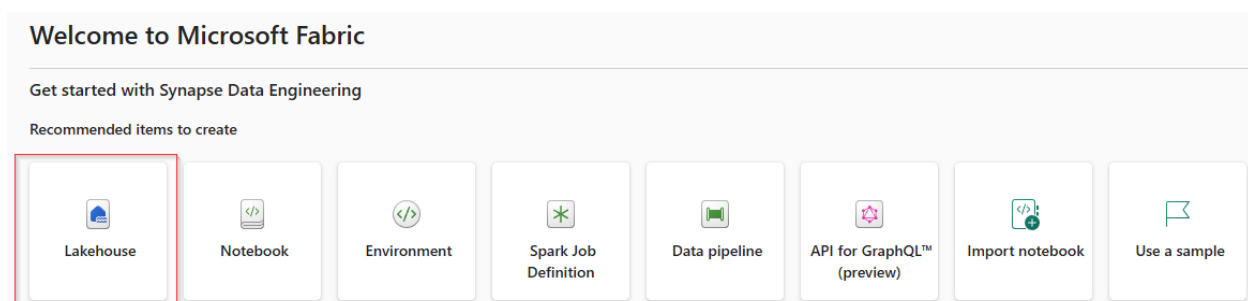 Welcome to Microsoft Fabric
Get started with Synapse Data Engineering
Recommended items to create
Lakehouse
Notebook
Environment
Spark Job
Definition
Data pipeline
API for GraphQL™
(preview)
Import notebook
Use a sample